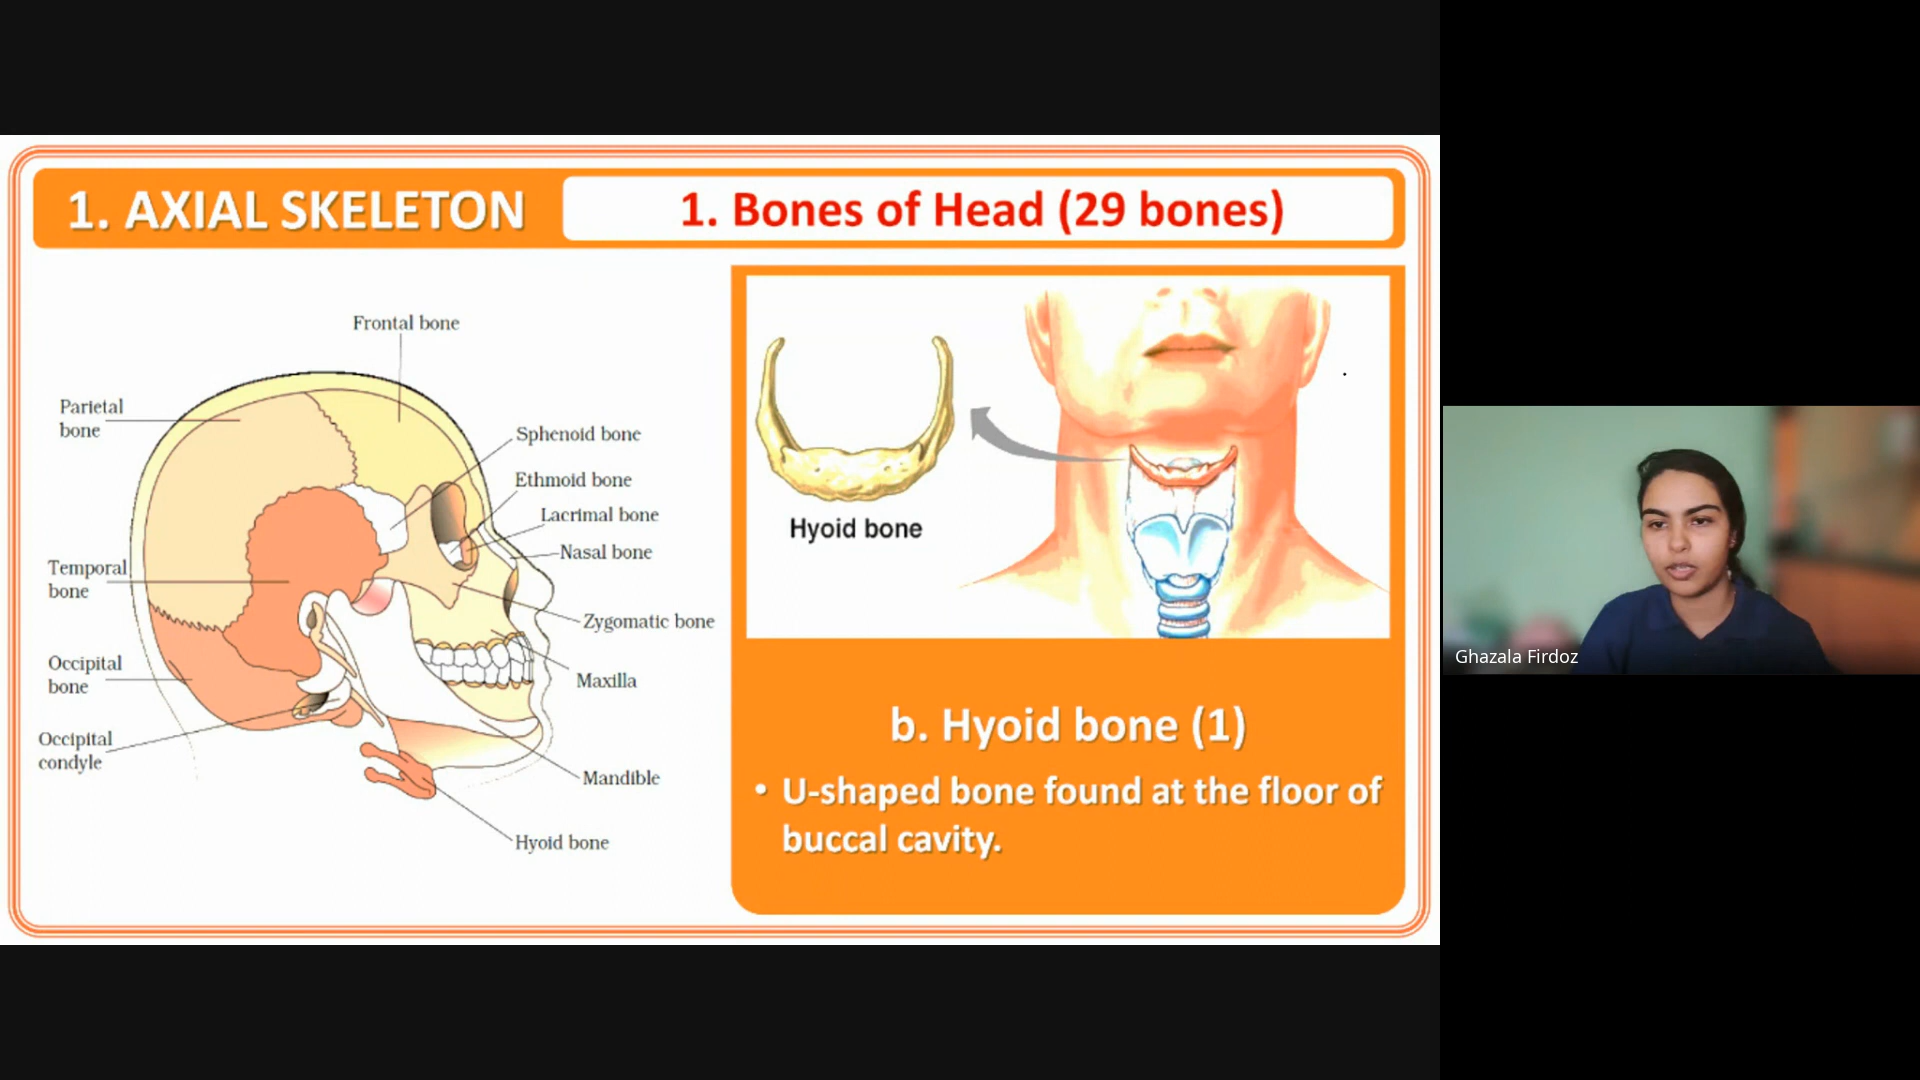 1. AXIAL SKELETON
1. Bones of Head (29 bones)
Frontal bone
Parietal
bone
Sphenoid bone
Ethmoid bone
Lacrimal bone
Nasal bone
Temporal
bone
Zygomatic bone
Occipital
bone
Maxilla
Occipital
condyle
Mandible
Hyoid bone
Hyoid bone
b. Hyoid bone (1)
• U-shaped bone found at the floor of
buccal cavity.
Ghazala Firdoz